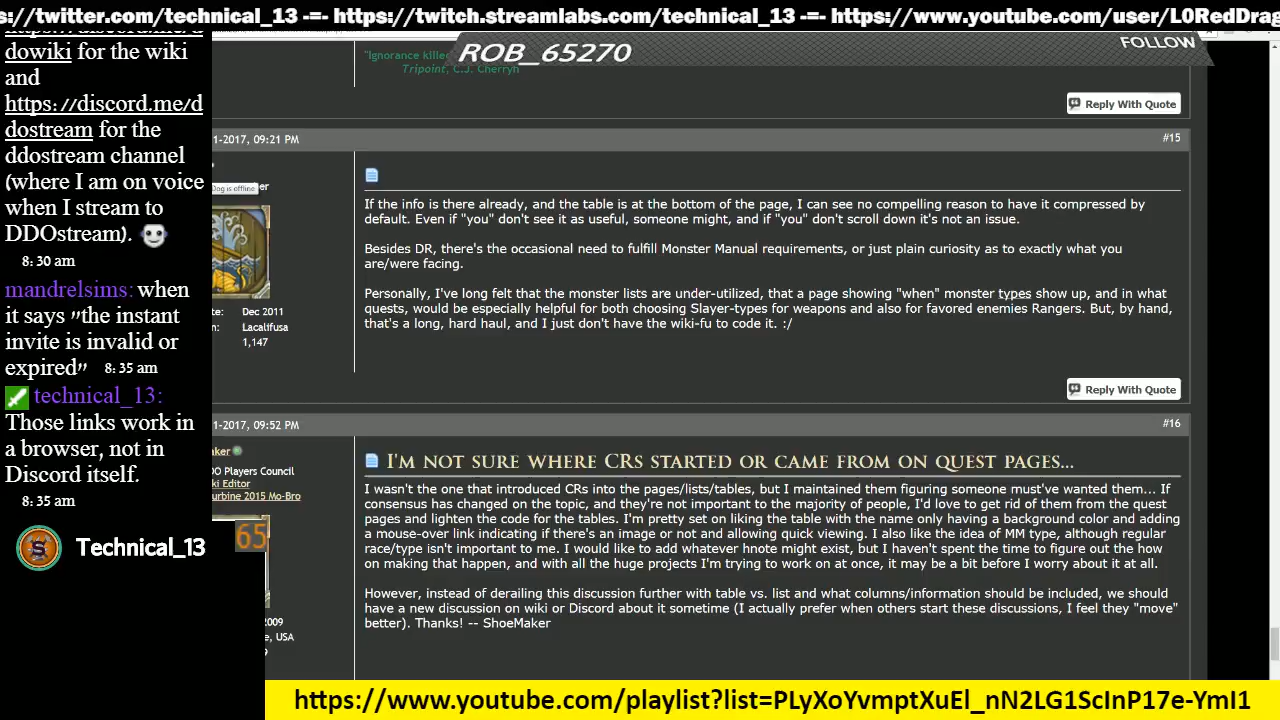 s://twitter.com/technical_13 -=- https://twitch.streamlabs.com/technical_13 -=- https://www.youtube.com/user/L0RedDrag
https://discord.me/d
dowiki for the wiki
and
https://discord.me/d
dostream for the
ddostream channel
(where I am on voice
when I stream to
DDOstream).
8:30 am
mandrelsims: when
it says "the instant
invite is invalid or
expired" 8:35 am
technical_13:
Those links work in
a browser, not in
Discord itself.
8:35 am
Technical_13
ROB_65270
FOLLOW
"Ignorance kille
Tripoint, C.J. Cherryh
Reply With Quote
1-2017, 09:21 PM
#15
Dog is offline
er
te: Dec 2011
n: Lacalifusa
1,147
If the info is there already, and the table is at the bottom of the page, I can see no compelling reason to have it compressed by
default. Even if "you" don't see it as useful, someone might, and if "you" don't scroll down it's not an issue.
Besides DR, there's the occasional need to fulfill Monster Manual requirements, or just plain curiosity as to exactly what you
are/were facing.
Personally, I've long felt that the monster lists are under-utilized, that a page showing "when" monster types show up, and in what
quests, would be especially helpful for both choosing Slayer-types for weapons and also for favored enemies Rangers. But, by hand,
that's a long, hard haul, and I just don't have the wiki-fu to code it. :/
Reply With Quote
1-2017, 09:52 PM
#16
aker
DO Players Council
ki Editor
urbine 2015 Mo-Bro
65
2009
e, USA
9
I'm not sure where CRs started or came from on quest pages...
I wasn't the one that introduced CRs into the pages/lists/tables, but I maintained them figuring someone must've wanted them... If
consensus has changed on the topic, and they're not important to the majority of people, I'd love to get rid of them from the quest
pages and lighten the code for the tables. I'm pretty set on liking the table with the name only having a background color and adding
a mouse-over link indicating if there's an image or not and allowing quick viewing. I also like the idea of MM type, although regular
race/type isn't important to me. I would like to add whatever hnote might exist, but I haven't spent the time to figure out the how
on making that happen, and with all the huge projects I'm trying to work on at once, it may be a bit before I worry about it at all.
However, instead of derailing this discussion further with table vs. list and what columns/information should be included, we should
have a new discussion on wiki or Discord about it sometime (I actually prefer when others start these discussions, I feel they "move"
better). Thanks! -- ShoeMaker
https://www.youtube.com/playlist?list=PLyXoYvmptXuEl_nN2LG1ScInP17e-YmI1